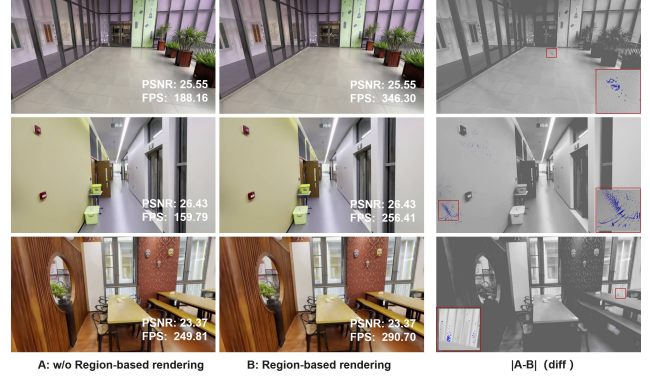 PSNR: 25.55
FPS: 188.16
PSNR: 25.55
FPS: 346.30
PSNR: 26.43
FPS: 159.79
PSNR: 26.43
FPS: 256.41
PSNR: 23.37
FPS: 249.81
PSNR: 23.37
FPS: 290.70
A: w/o Region-based rendering
B: Region-based rendering
|A-B| (diff )